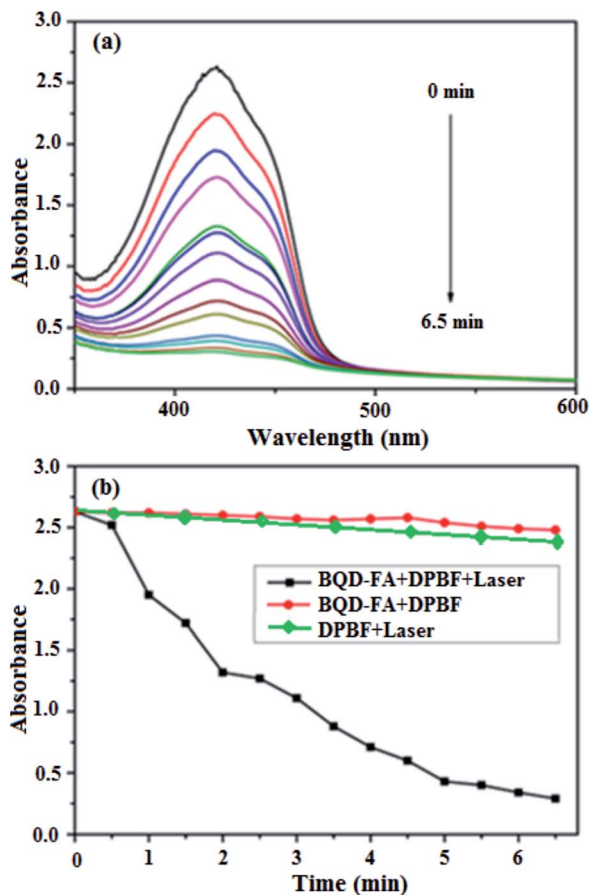 3.0
(a)
2.5
0 min
2.0
1.5
1.0
6.5 min
0.5
0.0
400 500 600
Absorbance
Wavelength (nm)
3.0
(b)
2.5
2.0
BQD-FA+DPBF+Laser
BQD-FA+DPBF
DPBF+Laser
1.5
1.0
0.5
0.0
0 1 2 3 4 5 6
Absorbance
Time (min)